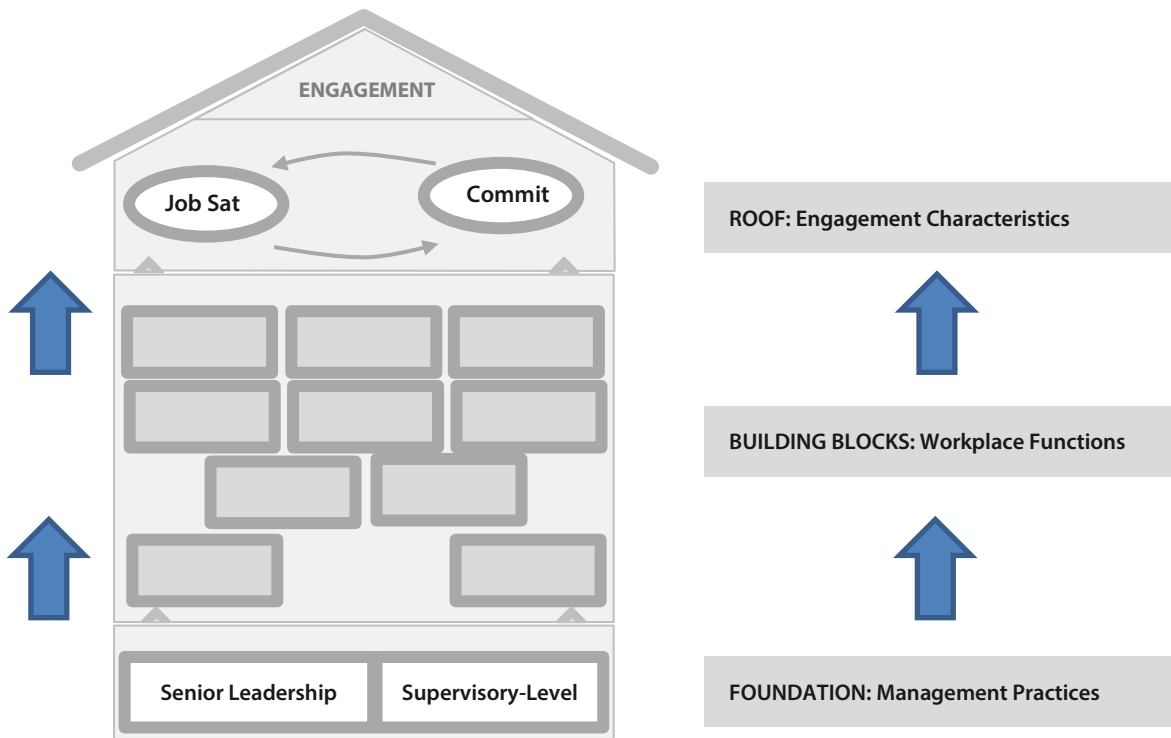 ENGAGEMENT
Job Sat
Commit
ROOF: Engagement Characteristics
BUILDING BLOCKS: Workplace Functions
Senior Leadership
Supervisory-Level
FOUNDATION: Management Practices